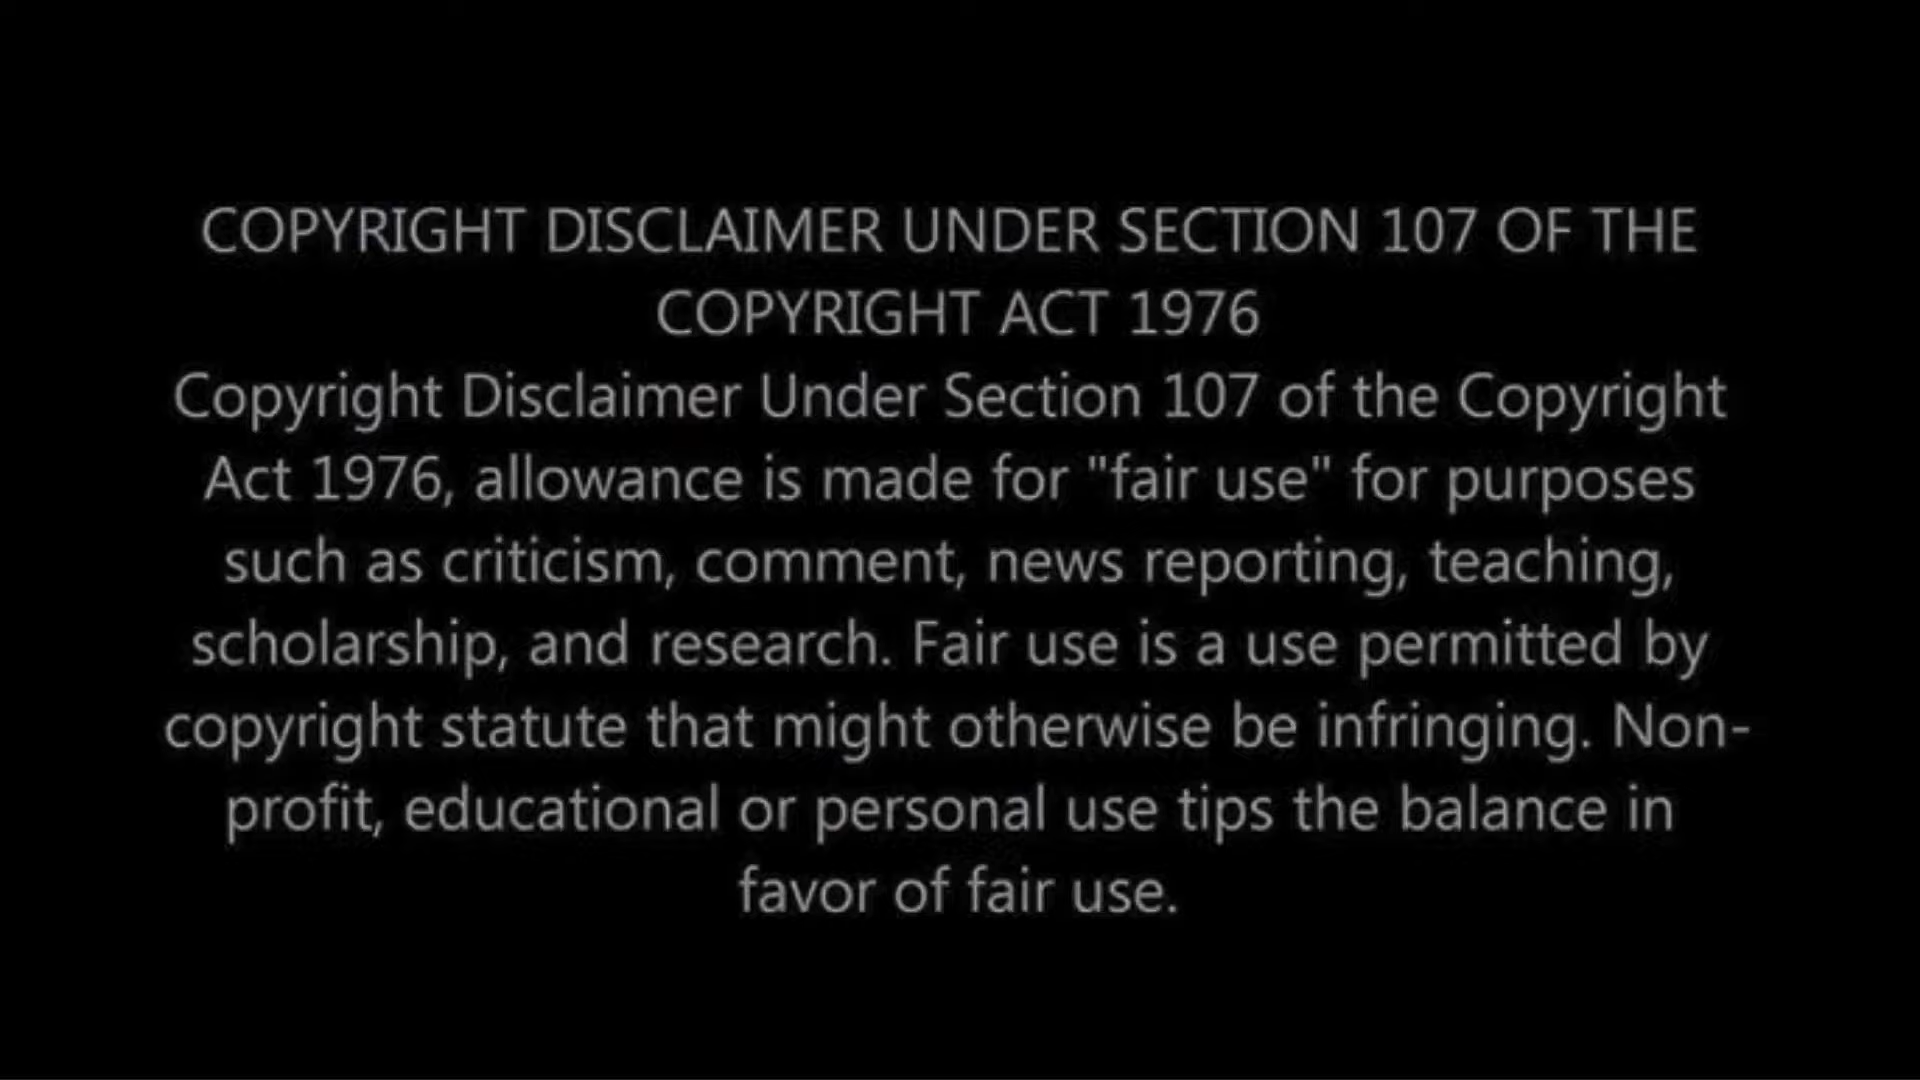 COPYRIGHT DISCLAIMER UNDER SECTION 107 OF THE
COPYRIGHT ACT 1976
Copyright Disclaimer Under Section 107 of the Copyright
Act 1976, allowance is made for "fair use" for purposes
such as criticism, comment, news reporting, teaching,
scholarship, and research. Fair use is a use permitted by
copyright statute that might otherwise be infringing. Non-
profit, educational or personal use tips the balance in
favor of fair use.